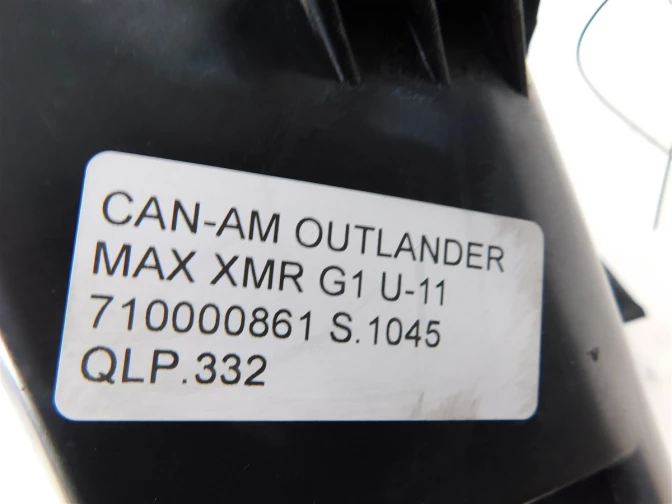 CAN-AM OUTLANDER
MAX XMR G1 U-11
710000861 S.1045
QLP.332